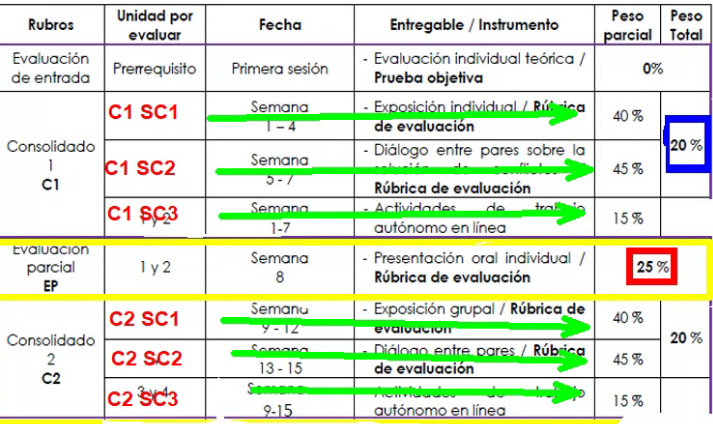 Rubros
Unidad por
evaluar
Fecha
Entregable / Instrumento
Peso
parcial
Peso
Total
Evaluación
de entrada
Prerrequisito
Primera sesión
- Evaluación individual teórica /
Prueba objetiva
0%
Consolidado
1
C1
C1 SC1
Semana
1 – 4
- Exposición individual / Rúbrica
de evaluación
40 %
20 %
C1 SC2
Semana
5 - 7
- Diálogo entre pares sobre la
solución de conflictos /
Rúbrica de evaluación
45 %
C1 SC3
1 y 2
Semana
1-7
- Actividades de trabajo
autónomo en línea
15 %
Evaluación
parcial
EP
1 y 2
Semana
8
- Presentación oral individual /
Rúbrica de evaluación
25 %
Consolidado
2
C2
C2 SC1
Semana
9 - 12
- Exposición grupal / Rúbrica de
evaluación
40 %
20 %
C2 SC2
Semana
13 - 15
- Diálogo entre pares / Rúbrica
de evaluación
45 %
C2 SC3
3 y 4
Semana
9-15
- Actividades de trabajo
autónomo en línea
15 %